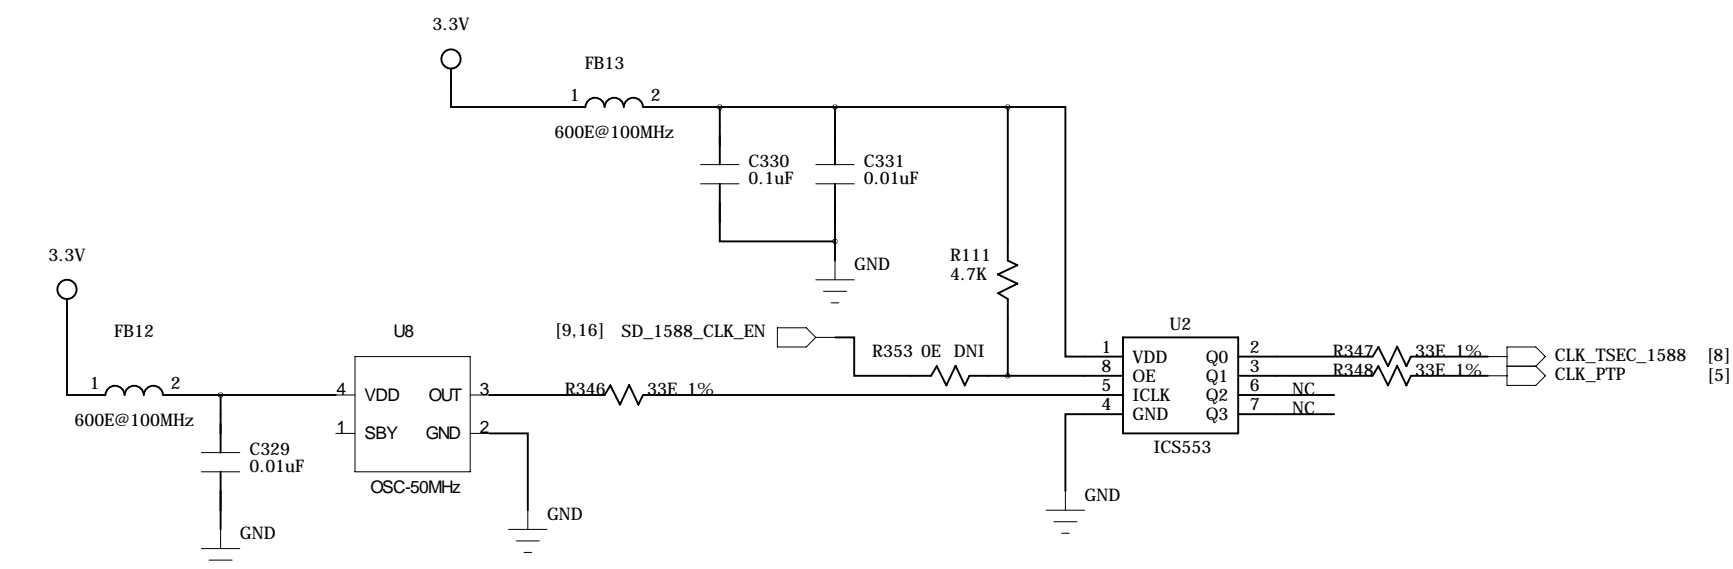 3.3V
FB13
1 2
600E@100MHz
C330
0.1uF
C331
0.01uF
GND
R111
4.7K
3.3V
FB12
1 2
600E@100MHz
C329
0.01uF
GND
U8
4 VDD OUT 3
1 SBY GND 2
OSC-50MHz
GND
[9,16] SD_1588_CLK_EN
R353 0E DNI
R346 33E 1%
U2
1 VDD Q0 2
8 OE Q1 3
5 ICLK Q2 6
4 GND Q3 7
ICS553
GND
R347 33E 1% CLK_TSEC_1588 [8]
R348 33E 1% CLK_PTP [5]
NC
NC